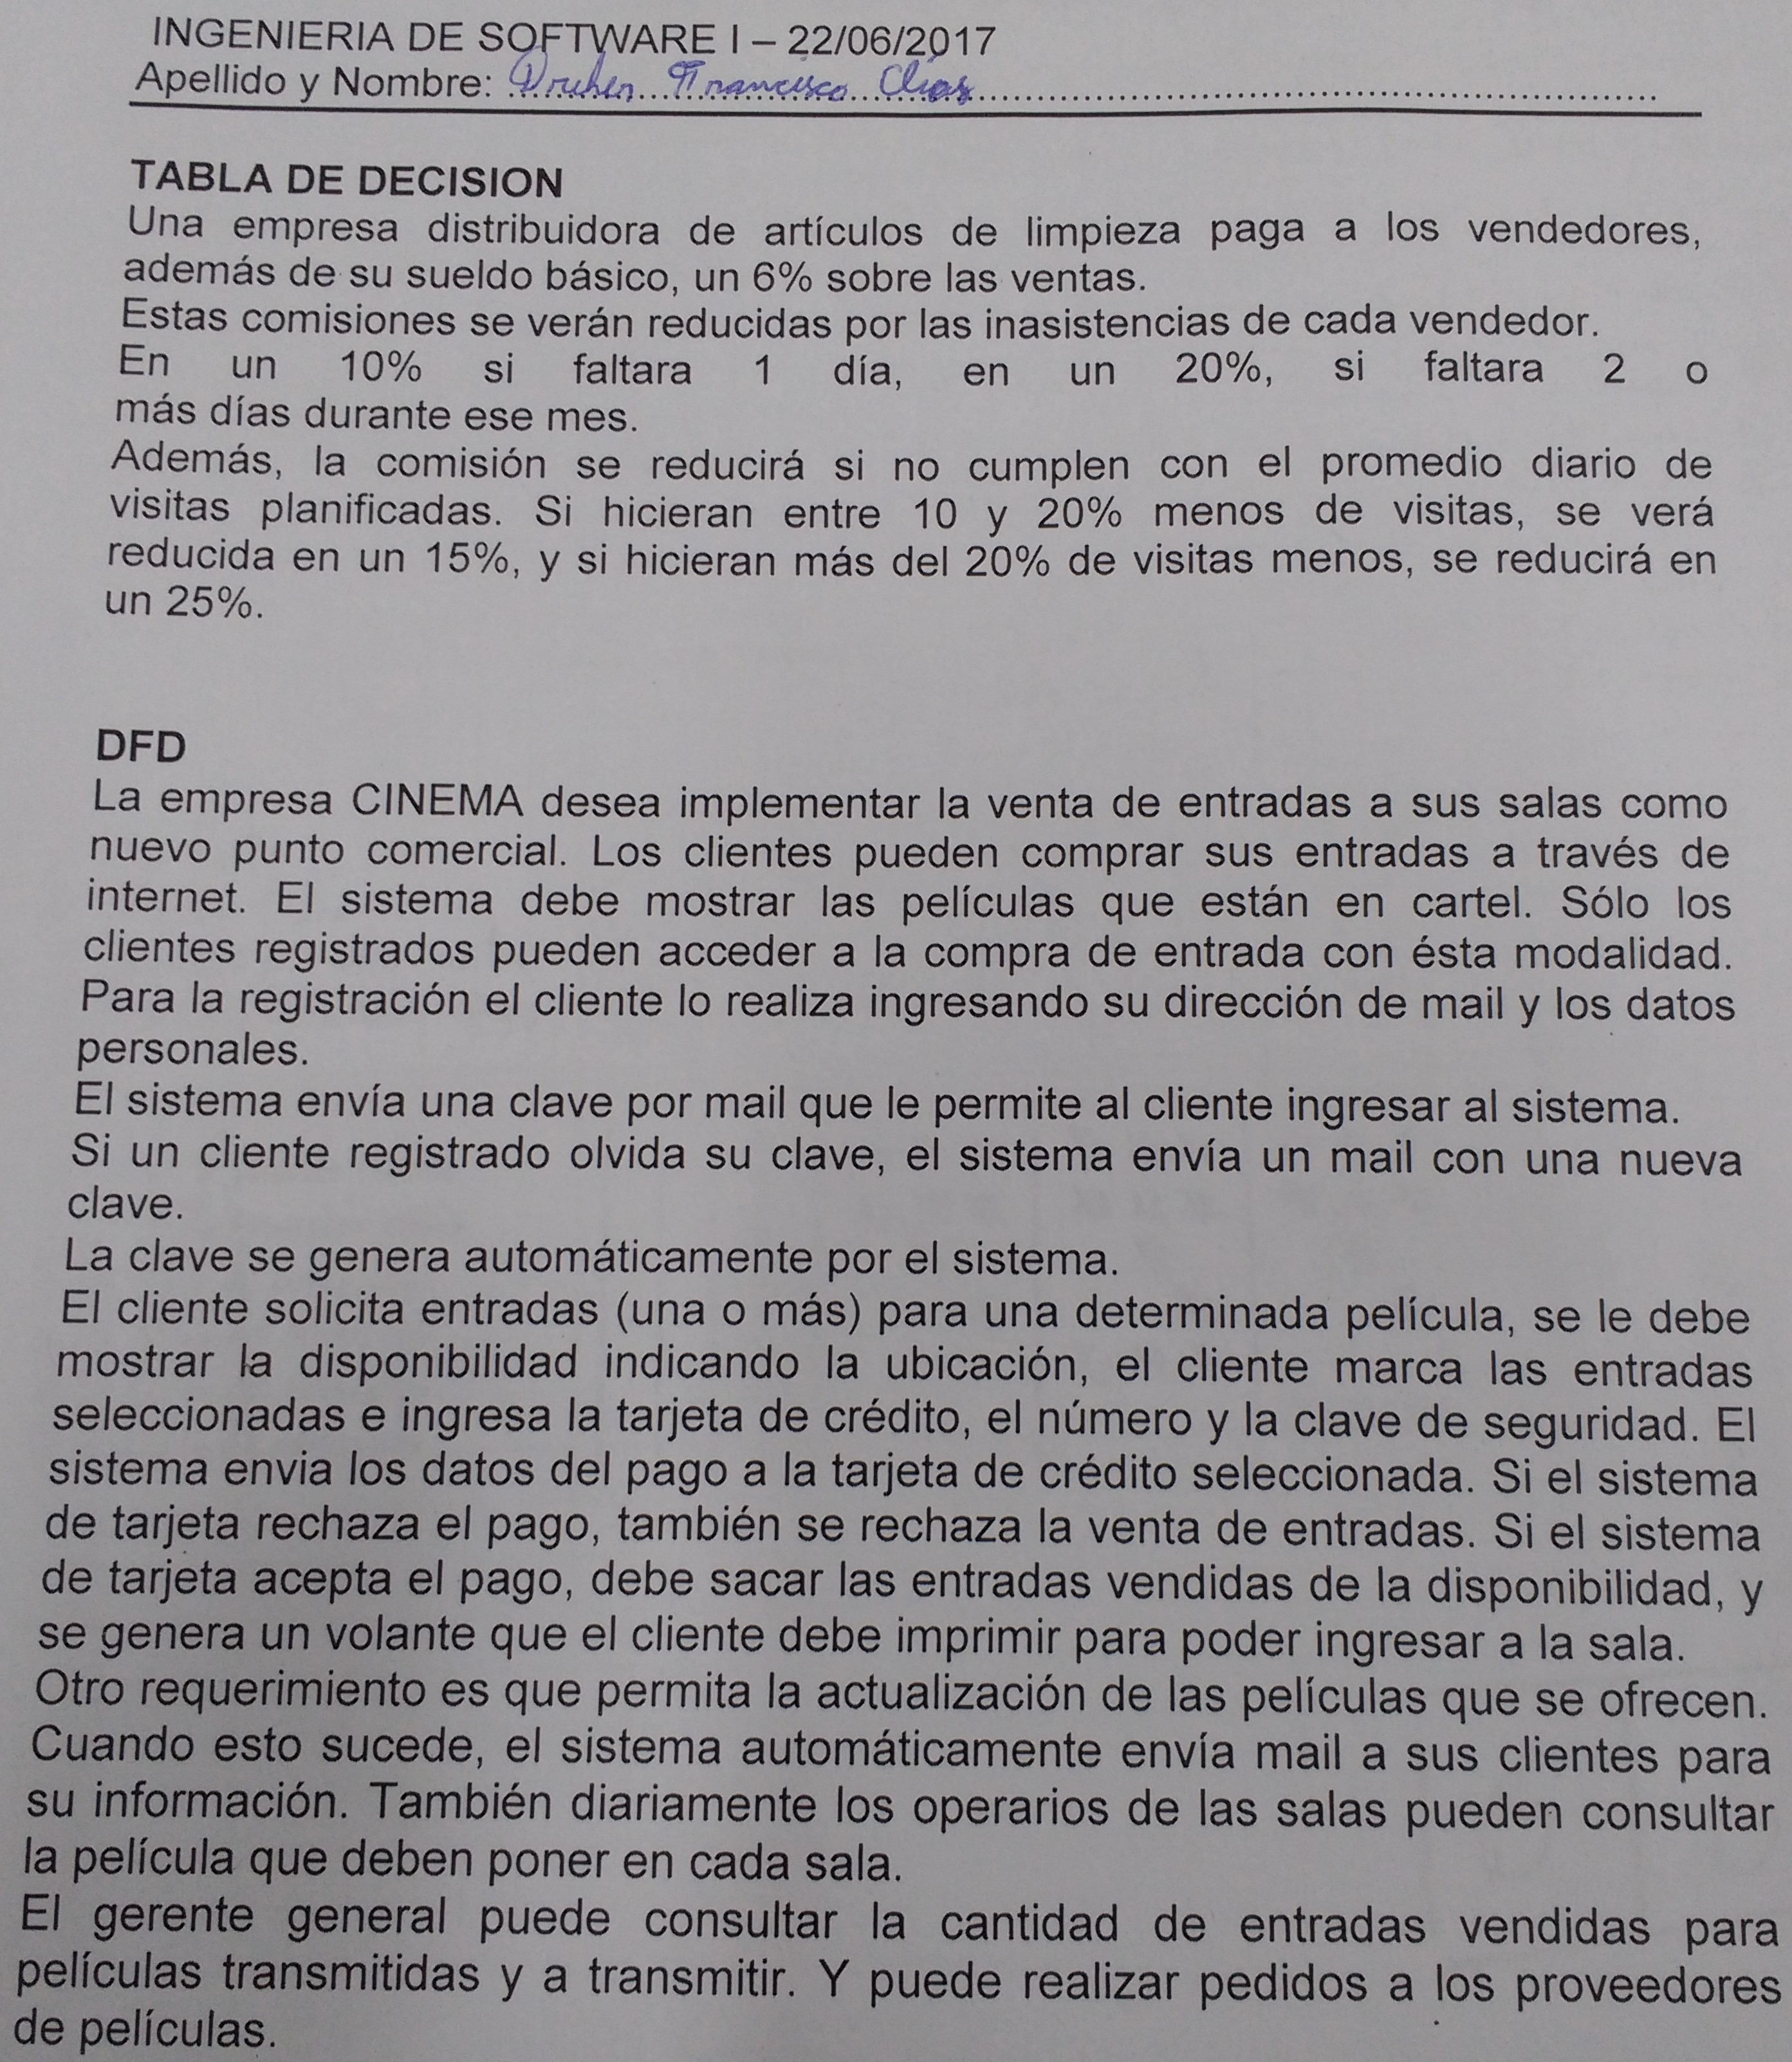 INGENIERIA DE SOFTWARE I – 22/06/2017
Apellido y Nombre: Francisco
TABLA DE DECISION
Una empresa distribuidora de artículos de limpieza paga a los vendedores,
además de su sueldo básico, un 6% sobre las ventas.
Estas comisiones se verán reducidas por las inasistencias de cada vendedor.
En un 10% si faltara 1 día, en un 20%, si faltara 2 o
más días durante ese mes.
Además, la comisión se reducirá si no cumplen con el promedio diario de
visitas planificadas. Si hicieran entre 10 y 20% menos de visitas, se verá
reducida en un 15%, y si hicieran más del 20% de visitas menos, se reducirá en
un 25%.
DFD
La empresa CINEMA desea implementar la venta de entradas a sus salas como
nuevo punto comercial. Los clientes pueden comprar sus entradas a través de
internet. El sistema debe mostrar las películas que están en cartel. Sólo los
clientes registrados pueden acceder a la compra de entrada con ésta modalidad.
Para la registración el cliente lo realiza ingresando su dirección de mail y los datos
personales.
El sistema envía una clave por mail que le permite al cliente ingresar al sistema.
Si un cliente registrado olvida su clave, el sistema envía un mail con una nueva
clave.
La clave se genera automáticamente por el sistema.
El cliente solicita entradas (una o más) para una determinada película, se le debe
mostrar la disponibilidad indicando la ubicación, el cliente marca las entradas
seleccionadas e ingresa la tarjeta de crédito, el número y la clave de seguridad. El
sistema envia los datos del pago a la tarjeta de crédito seleccionada. Si el sistema
de tarjeta rechaza el pago, también se rechaza la venta de entradas. Si el sistema
de tarjeta acepta el pago, debe sacar las entradas vendidas de la disponibilidad, y
se genera un volante que el cliente debe imprimir para poder ingresar a la sala.
Otro requerimiento es que permita la actualización de las películas que se ofrecen.
Cuando esto sucede, el sistema automáticamente envía mail a sus clientes para
su información. También diariamente los operarios de las salas pueden consultar
la película que deben poner en cada sala.
El gerente general puede consultar la cantidad de entradas vendidas para
películas transmitidas y a transmitir. Y puede realizar pedidos a los proveedores
de películas.